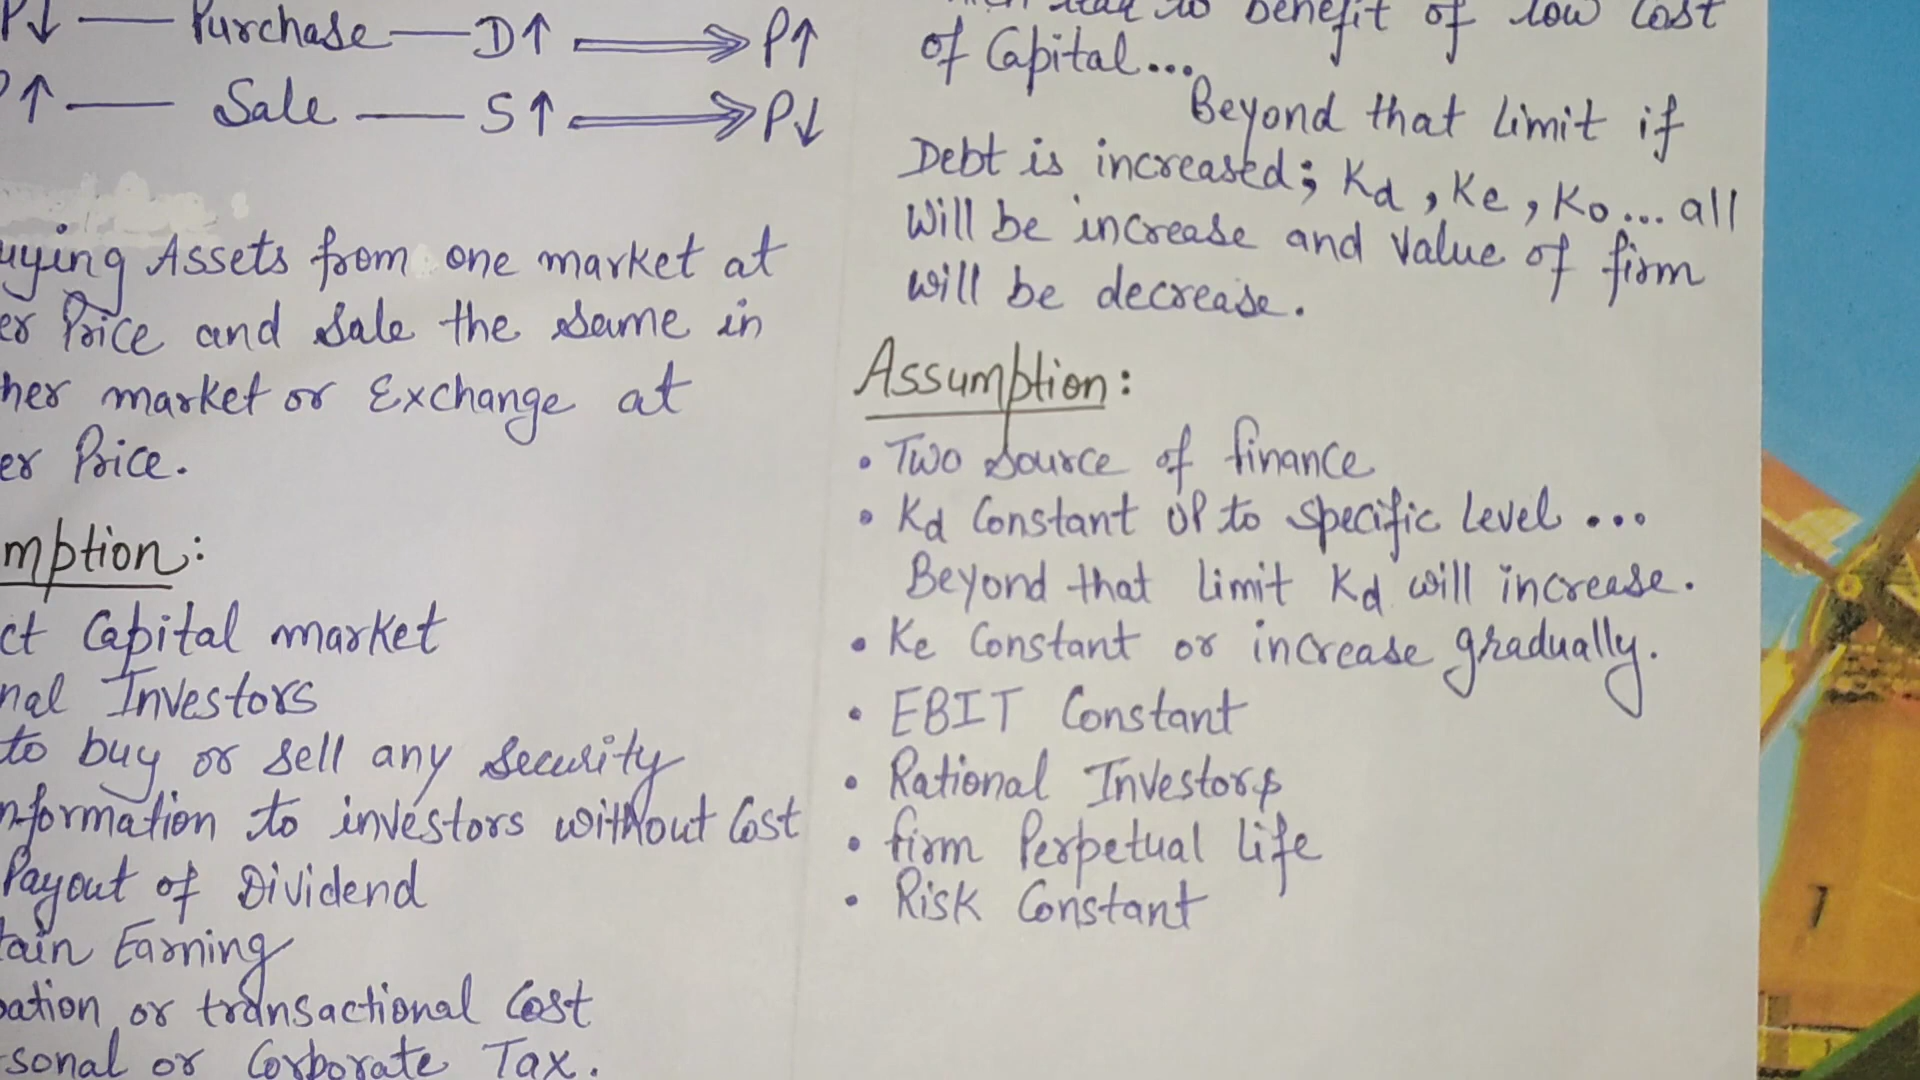 P↓ — Purchase — D↑ ⟹ P↑
↑ — Sale — S↑ ⟹ P↓
uying Assets from one market at
er Price and Sale the same in
her market or Exchange at
er Price.
mption:
ct Capital market
nal Investors
to buy or sell any security
nformation to investors without Cost
Payout of Dividend
tain Earning
ation or transactional Cost
sonal or Corporate Tax.
lead to benefit of low Cost
of Capital...
Beyond that limit if
Debt is increased; Kd, Ke, Ko... all
Will be increase and Value of firm
will be decrease.
Assumption:
• Two Source of finance
• Kd Constant UP to specific Level ...
Beyond that limit Kd will increase.
• Ke Constant or increase gradually.
• EBIT Constant
• Rational Investors
• firm Perpetual Life
• Risk Constant